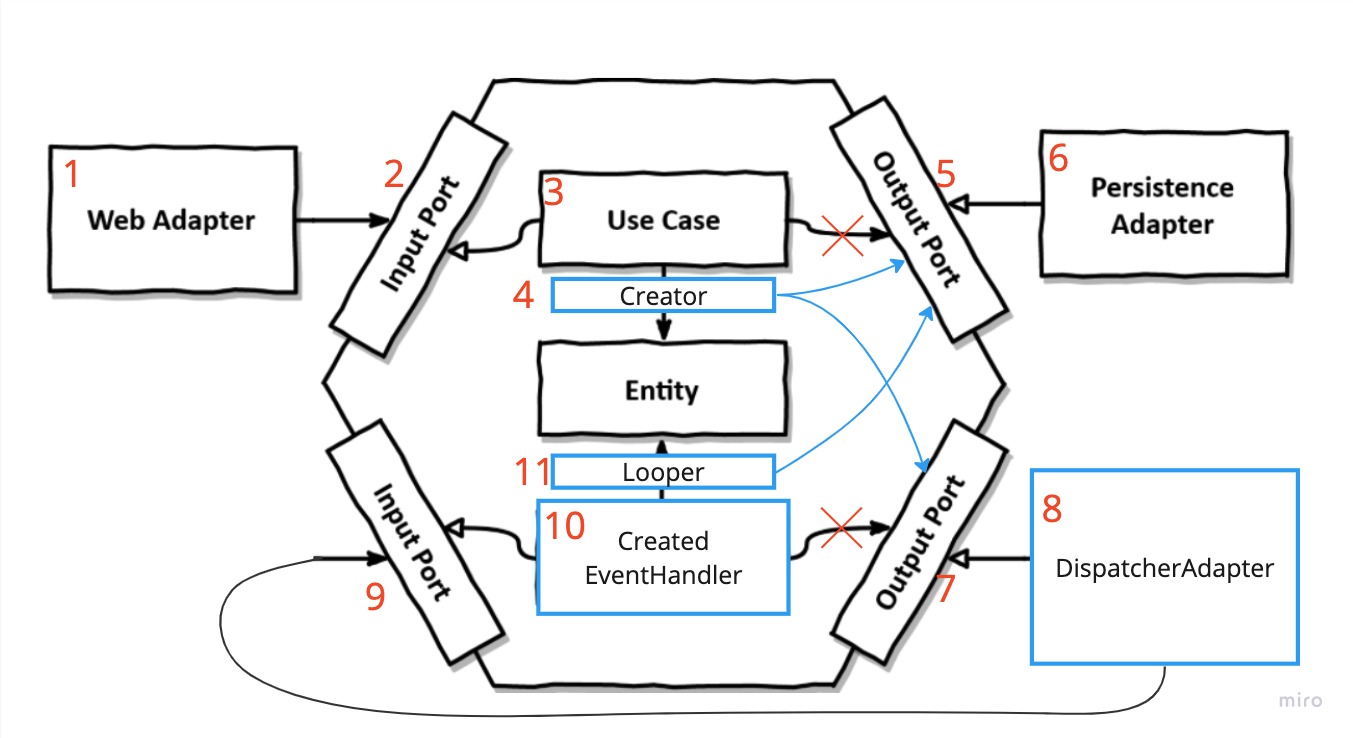 1
Web Adapter
2
Input Port
3
Use Case
4
Creator
Entity
5
Output Port
6
Persistence
Adapter
7
Output Port
8
DispatcherAdapter
9
Input Port
10
Created
EventHandler
11
Looper
miro